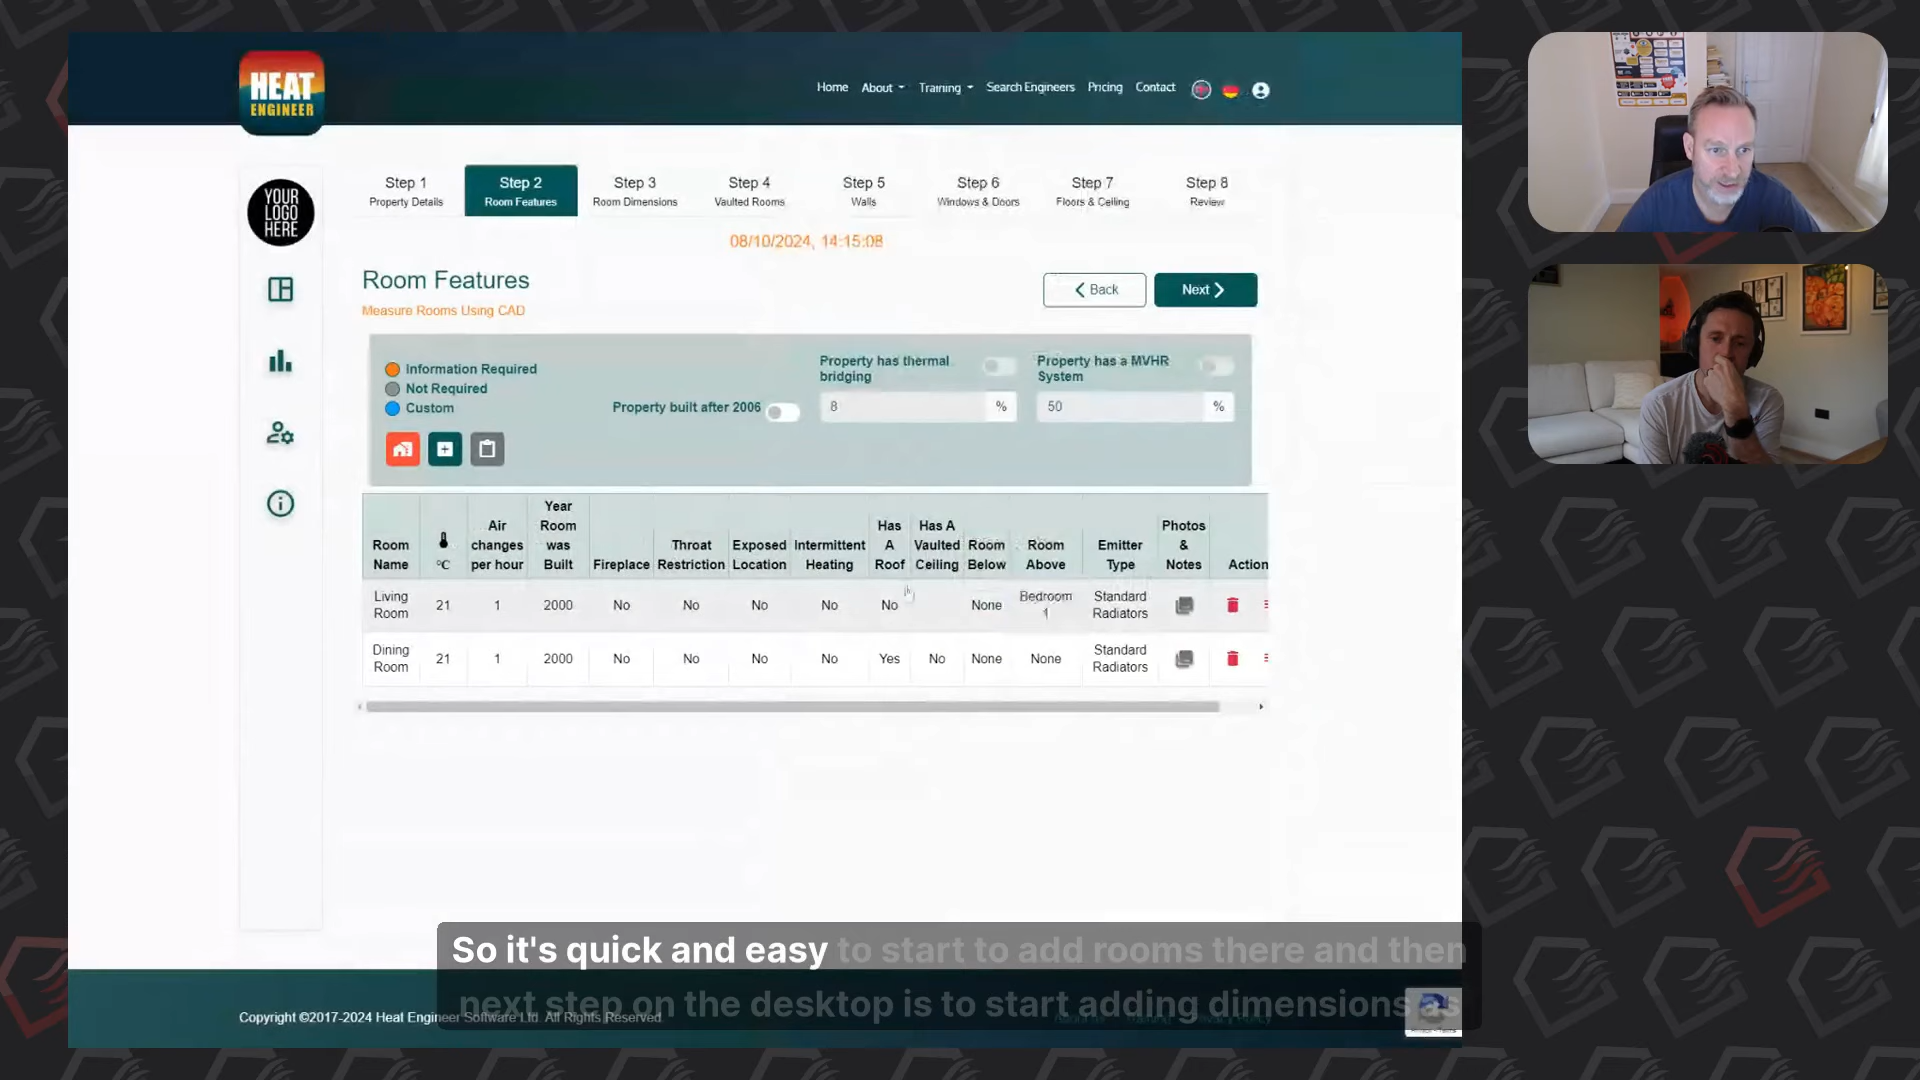 HEAT
ENGINEER
Home
About
Training
Search Engineers
Pricing
Contact
YOUR
LOGO
HERE
Step 1
Property Details
Step 2
Room Features
Step 3
Room Dimensions
Step 4
Vaulted Rooms
Step 5
Walls
Step 6
Windows & Doors
Step 7
Floors & Ceiling
Step 8
Review
08/10/2024, 14:15:08
Room Features
Back
Next
Measure Rooms Using CAD
Information Required
Not Required
Custom
Property built after 2006
Property has thermal
bridging
8 %
Property has a MVHR
System
50 %
Room Name
°C
Air changes per hour
Year Room was Built
Fireplace
Throat Restriction
Exposed Location
Intermittent Heating
Has A Roof
Has A Vaulted Ceiling
Room Below
Room Above
Emitter Type
Photos & Notes
Action
Living Room 21 1 2000 No No No No No None Bedroom 1 Standard Radiators
Dining Room 21 1 2000 No No No No Yes No None None Standard Radiators
So it's quick and easy to start to add rooms there and then
next step on the desktop is to start adding dimensions as
Copyright ©2017-2024 Heat Engineer Software Ltd. All Rights Reserved.